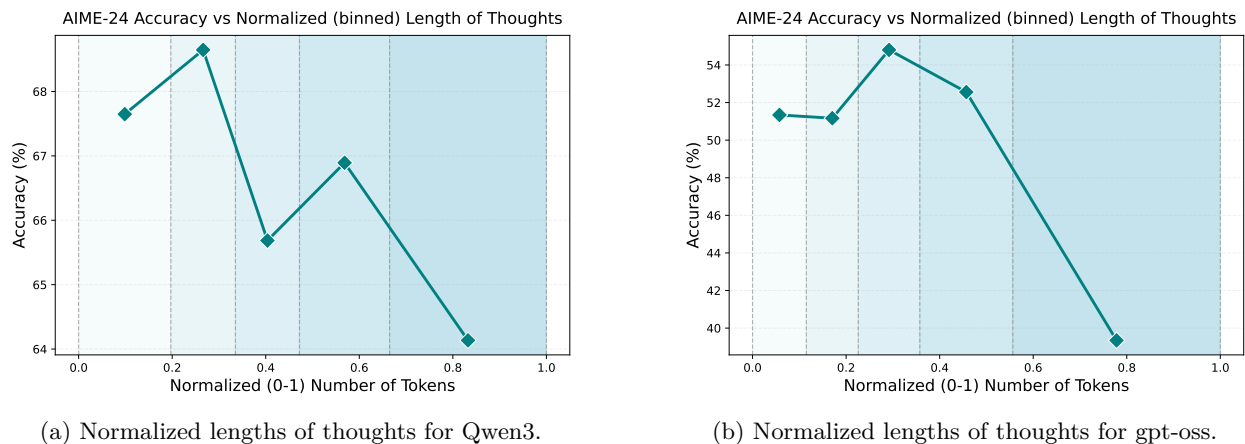 AIME-24 Accuracy vs Normalized (binned) Length of Thoughts
Accuracy (%)
68
67
66
65
64
0.0 0.2 0.4 0.6 0.8 1.0
Normalized (0-1) Number of Tokens
(a) Normalized lengths of thoughts for Qwen3.
AIME-24 Accuracy vs Normalized (binned) Length of Thoughts
Accuracy (%)
54
52
50
48
46
44
42
40
0.0 0.2 0.4 0.6 0.8 1.0
Normalized (0-1) Number of Tokens
(b) Normalized lengths of thoughts for gpt-oss.